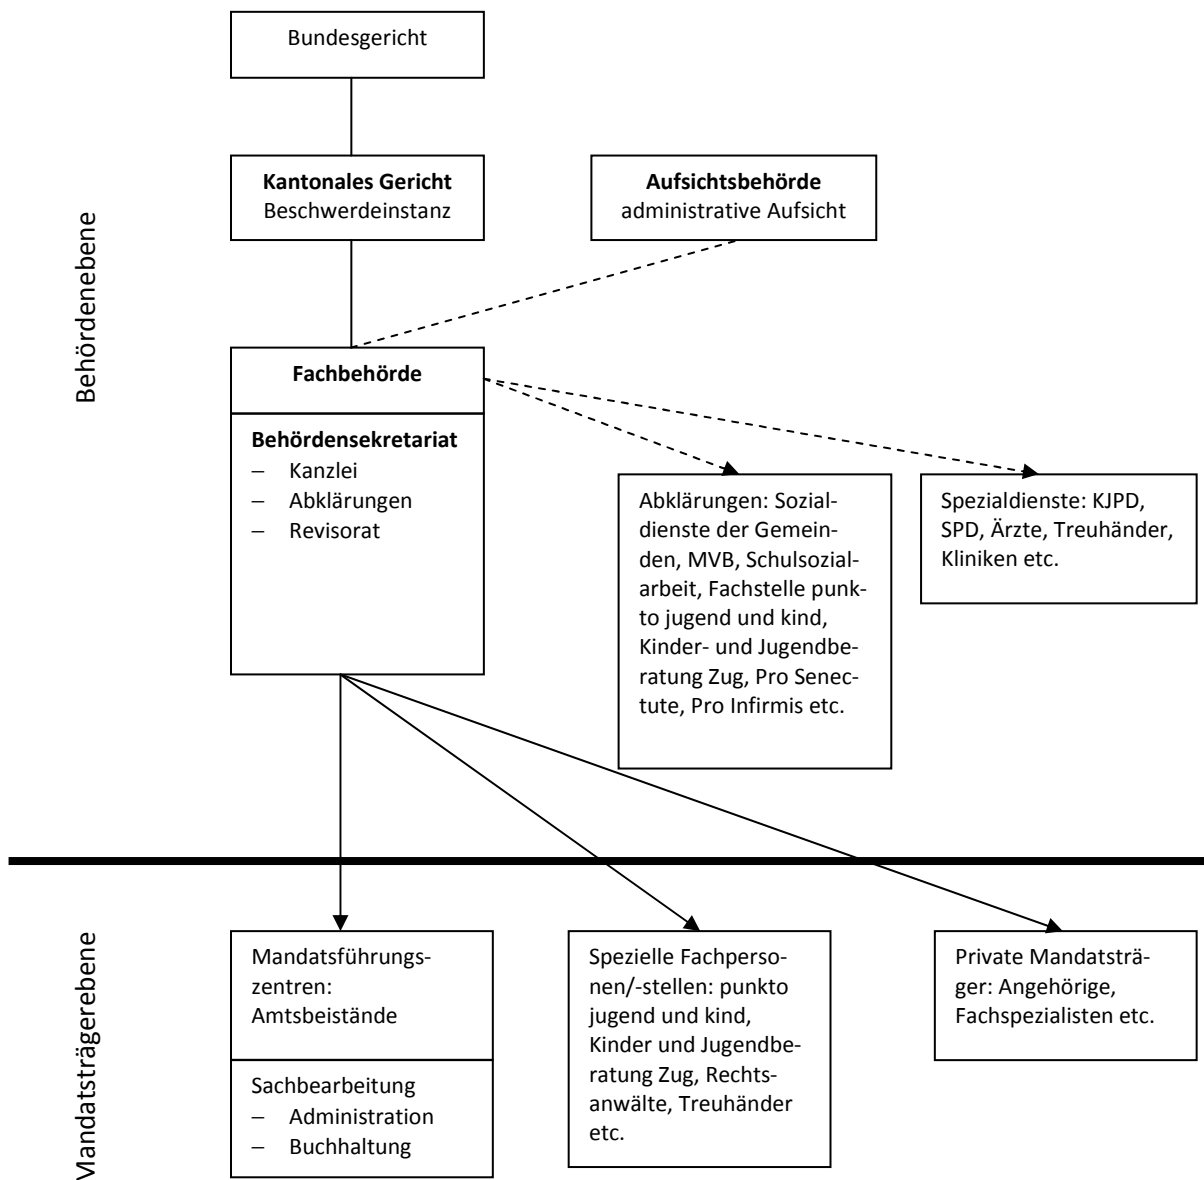 Bundesgericht
Kantonales Gericht
Beschwerdeinstanz
Aufsichtsbehörde
administrative Aufsicht
Behördenebene
Fachbehörde
Behördensekretariat
– Kanzlei
– Abklärungen
– Revisorat
Abklärungen: Sozial-
dienste der Gemein-
den, MVB, Schulsozial-
arbeit, Fachstelle punk-
to jugend und kind,
Kinder- und Jugendbe-
ratung Zug, Pro Senec-
tute, Pro Infirmis etc.
Spezialdienste: KJPD,
SPD, Ärzte, Treuhänder,
Kliniken etc.
Mandatsträgerebene
Mandatsführungs-
zentren:
Amtsbeistände
Sachbearbeitung
– Administration
– Buchhaltung
Spezielle Fachperso-
nen/-stellen: punkto
jugend und kind,
Kinder und Jugendbe-
ratung Zug, Rechts-
anwälte, Treuhänder
etc.
Private Mandatsträ-
ger: Angehörige,
Fachspezialisten etc.